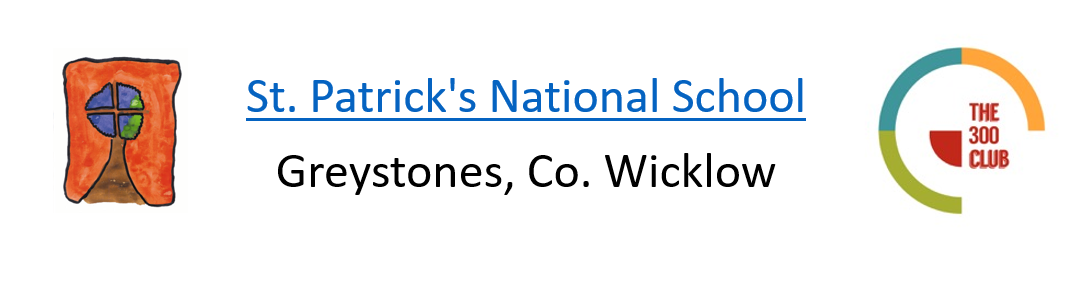 St. Patrick's National School
Greystones, Co. Wicklow
THE
300
CLUB